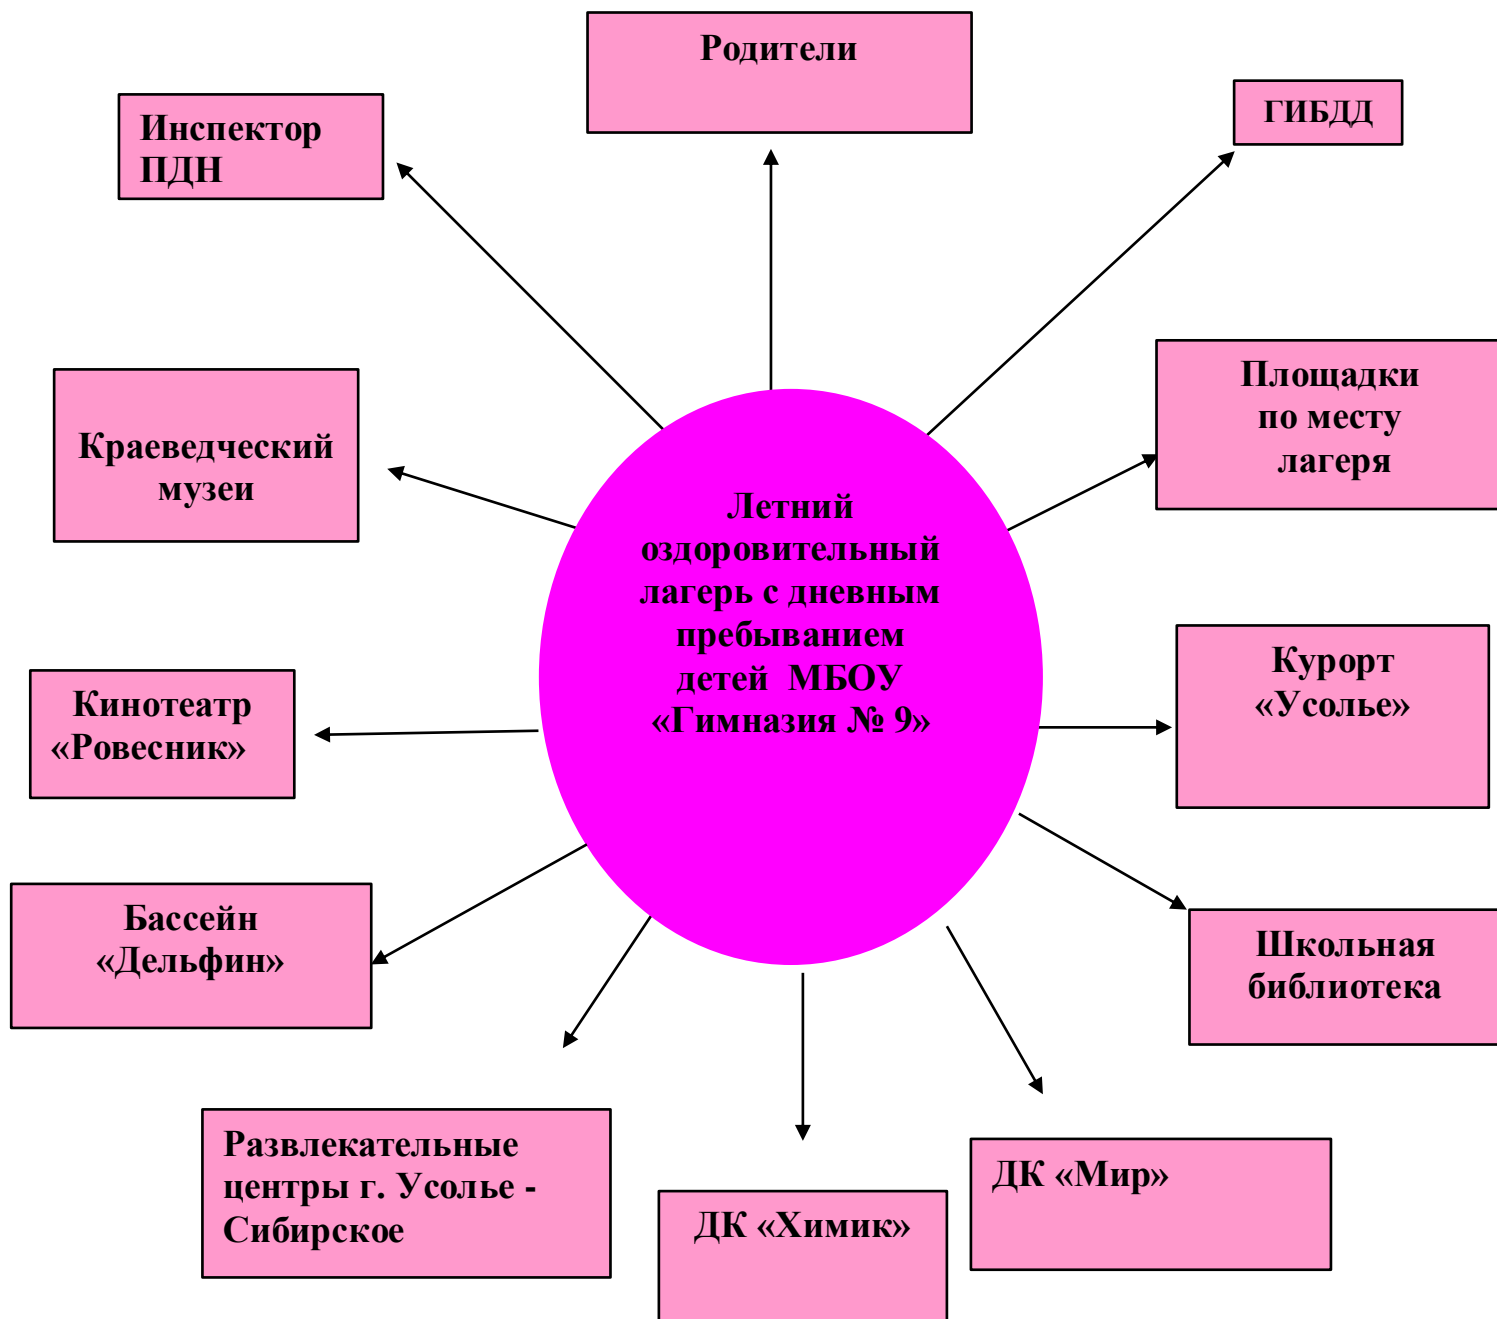 Родители
ГИБДД
Инспектор
ПДН
Площадки
по месту
лагеря
Краеведческий
музеи
Летний
оздоровительный
лагерь с дневным
пребыванием
детей МБОУ
«Гимназия № 9»
Курорт
«Усолье»
Кинотеатр
«Ровесник»
Бассейн
«Дельфин»
Школьная
библиотека
Развлекательные
центры г. Усолье -
Сибирское
ДК «Химик»
ДК «Мир»